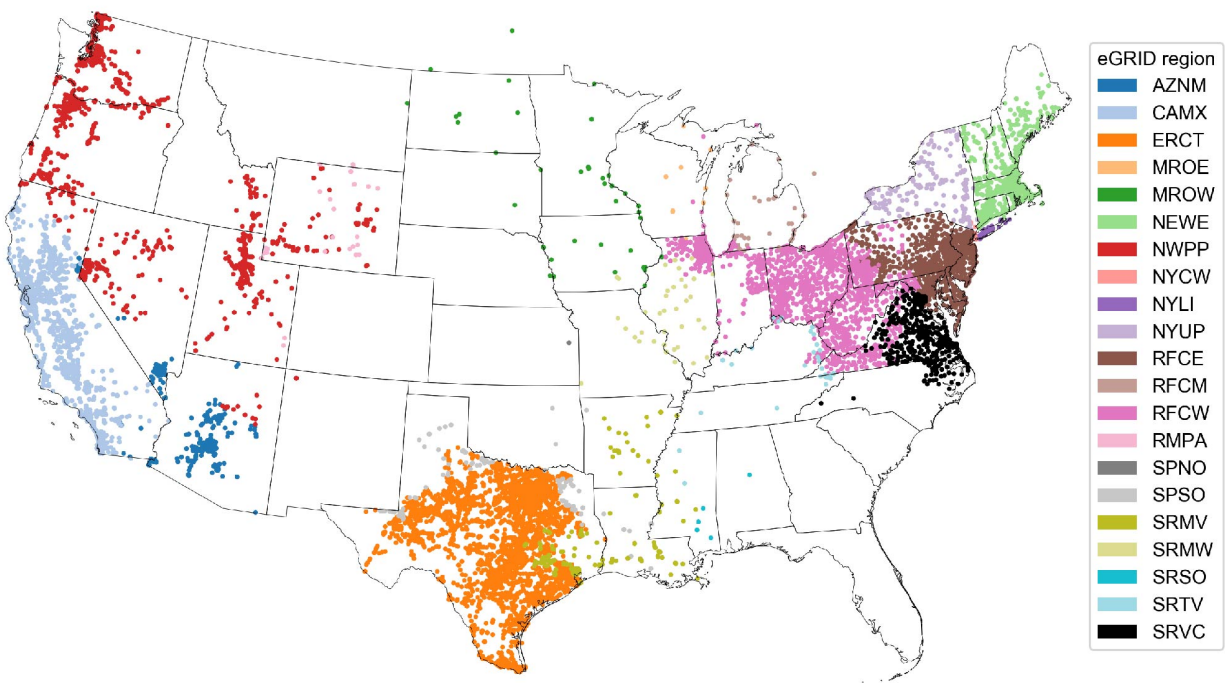 eGRID region
AZNM
CAMX
ERCT
MROE
MROW
NEWE
NWPP
NYCW
NYLI
NYUP
RFCE
RFCM
RFCW
RMPA
SPNO
SPSO
SRMV
SRMW
SRSO
SRTV
SRVC